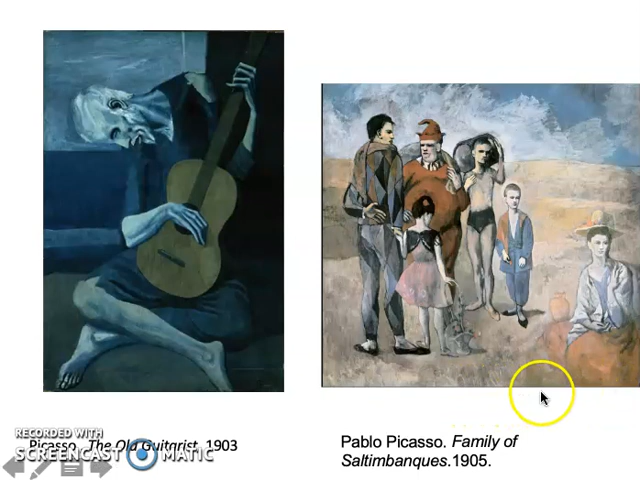 Picasso. The Old Guitarist, 1903
RECORDED WITH
SCREENCAST MATIC
Pablo Picasso. Family of
Saltimbanques.1905.